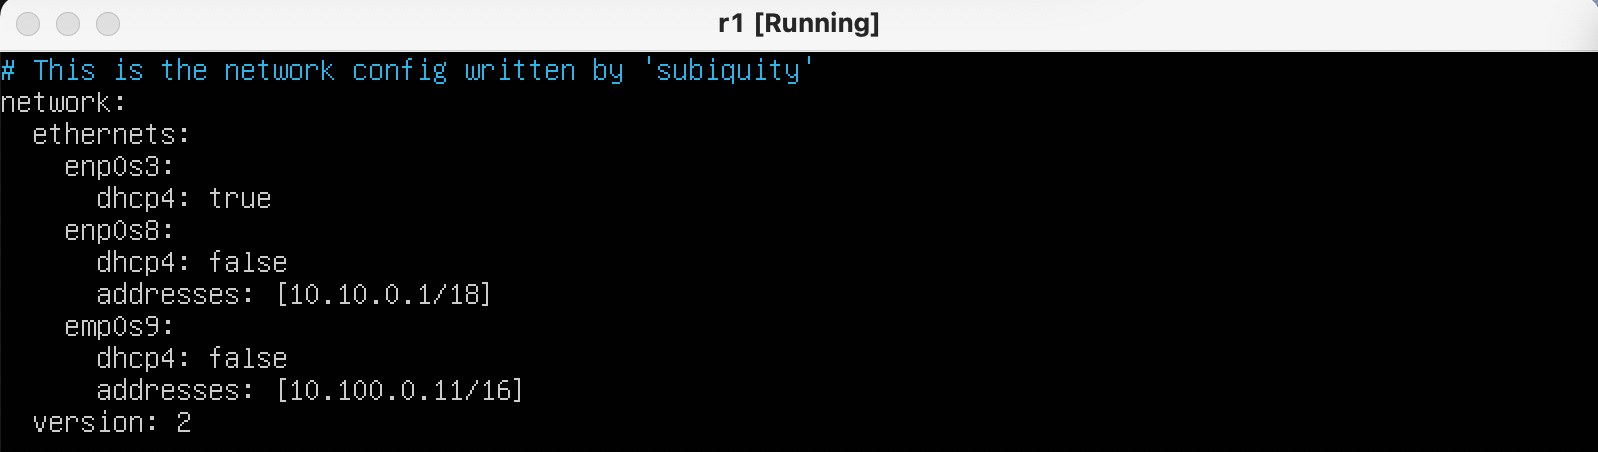 r1 [Running]
# This is the network config written by 'subiquity'
network:
  ethernets:
    enp0s3:
      dhcp4: true
    enp0s8:
      dhcp4: false
      addresses: [10.10.0.1/18]
    emp0s9:
      dhcp4: false
      addresses: [10.100.0.11/16]
  version: 2